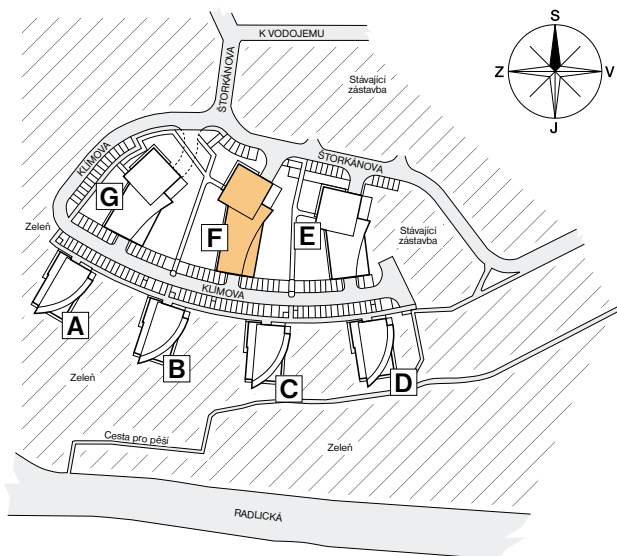 S
K VODOJEMU
Z
V
ŠTORKÁNOVA
Stávající
zástavba
J
KLÍMOVA
ŠTORKÁNOVA
G
F
E
Zeleň
Stávající
zástavba
KLÍMOVA
A
B
C
D
Zeleň
Cesta pro pěší
Zeleň
RADLICKÁ